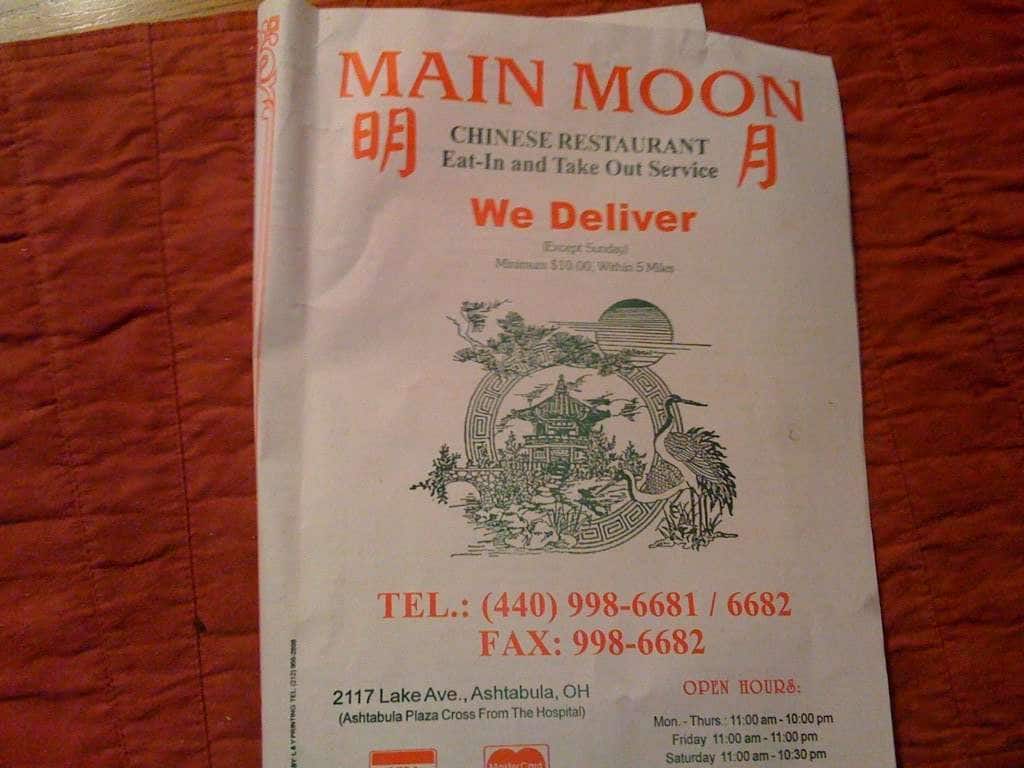 MAIN MOON
明 月
CHINESE RESTAURANT
Eat-In and Take Out Service
We Deliver
(Except Sunday)
Minimum $10.00, Within 5 Miles
TEL.: (440) 998-6681 / 6682
FAX: 998-6682
2117 Lake Ave., Ashtabula, OH
(Ashtabula Plaza Cross From The Hospital)
OPEN HOURS:
Mon. - Thurs.: 11:00 am - 10:00 pm
Friday 11:00 am - 11:00 pm
Saturday 11:00 am - 10:30 pm
MasterCard